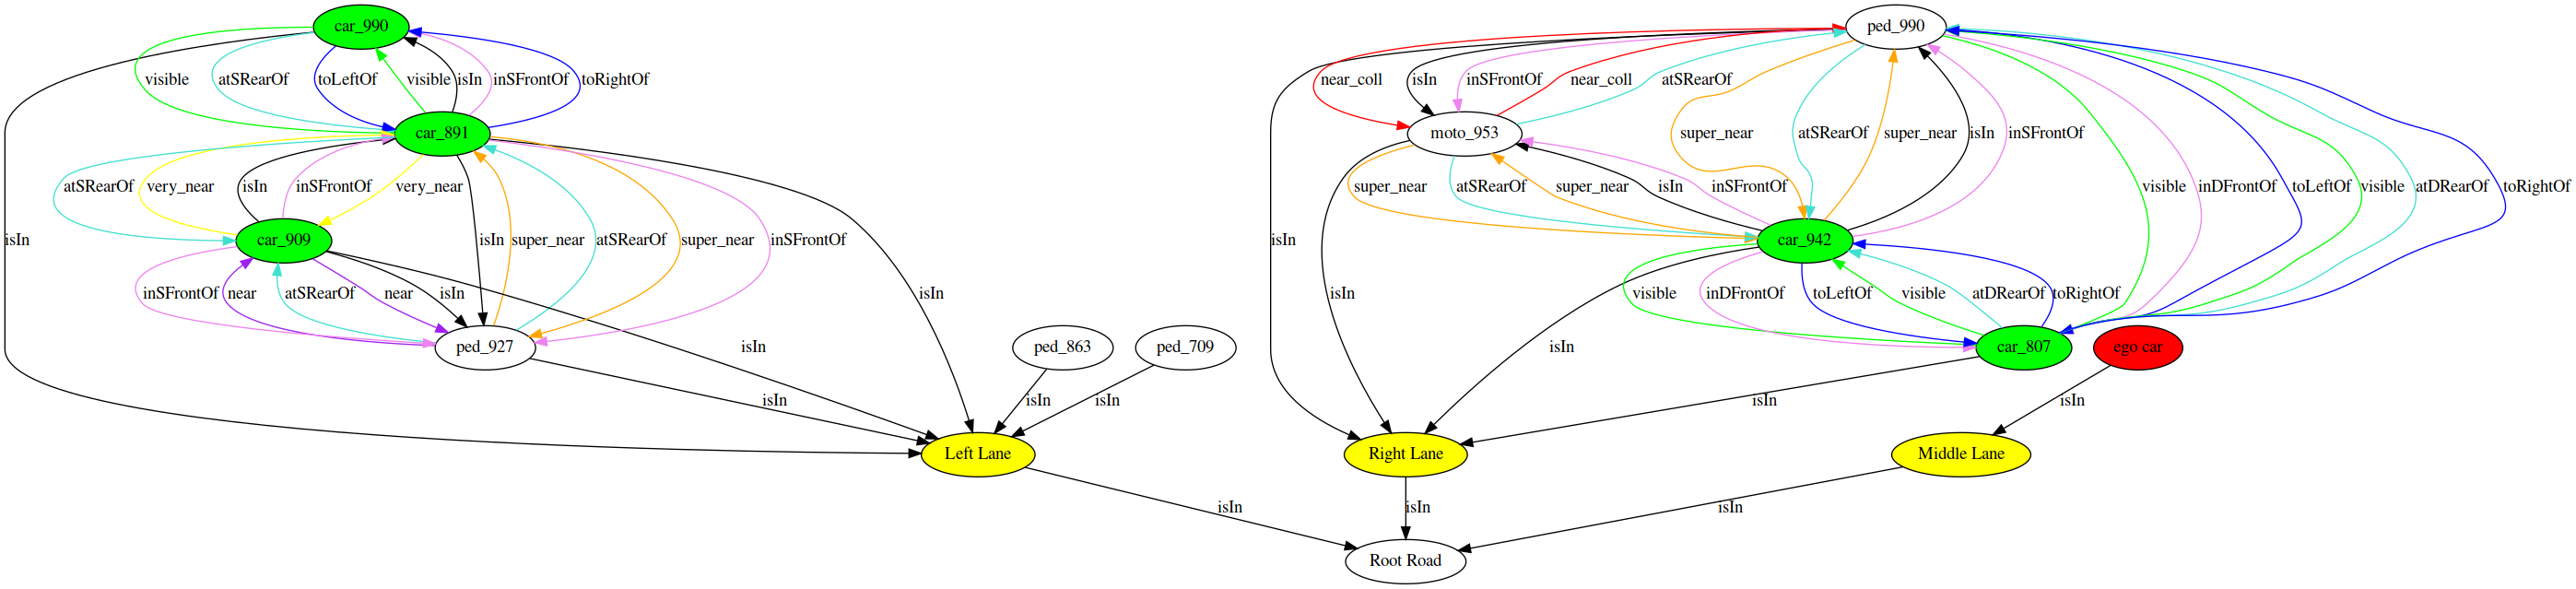 car_990 ped_990
visible atSRearOf toLeftOf visible isIn inSFrontOf toRightOf near_coll isIn inSFrontOf near_coll atSRearOf
car_891 moto_953 super_near atSRearOf super_near isIn inSFrontOf
atSRearOf very_near isIn inSFrontOf very_near super_near atSRearOf super_near isIn inSFrontOf visible inDFrontOf toLeftOf visible atDRearOf toRightOf
isIn car_909 isIn super_near atSRearOf super_near inSFrontOf isIn car_942
inSFrontOf near atSRearOf near isIn isIn isIn visible inDFrontOf toLeftOf visible atDRearOf toRightOf
ped_927 isIn ped_863 ped_709 isIn car_807 ego car
isIn isIn isIn isIn isIn
Left Lane Right Lane Middle Lane
isIn isIn isIn
Root Road